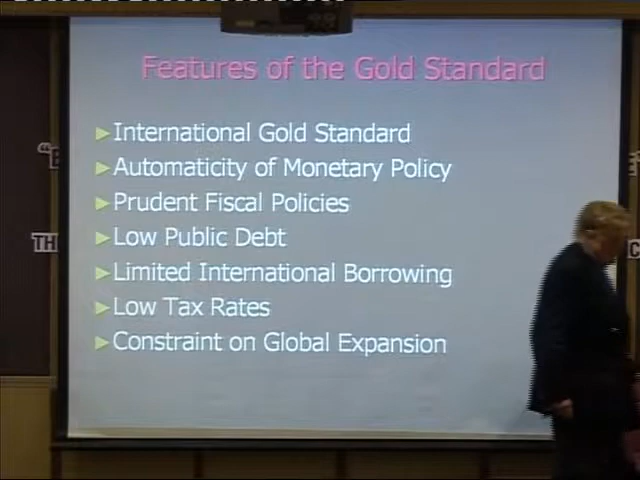 Features of the Gold Standard
International Gold Standard
Automaticity of Monetary Policy
Prudent Fiscal Policies
Low Public Debt
Limited International Borrowing
Low Tax Rates
Constraint on Global Expansion
TH